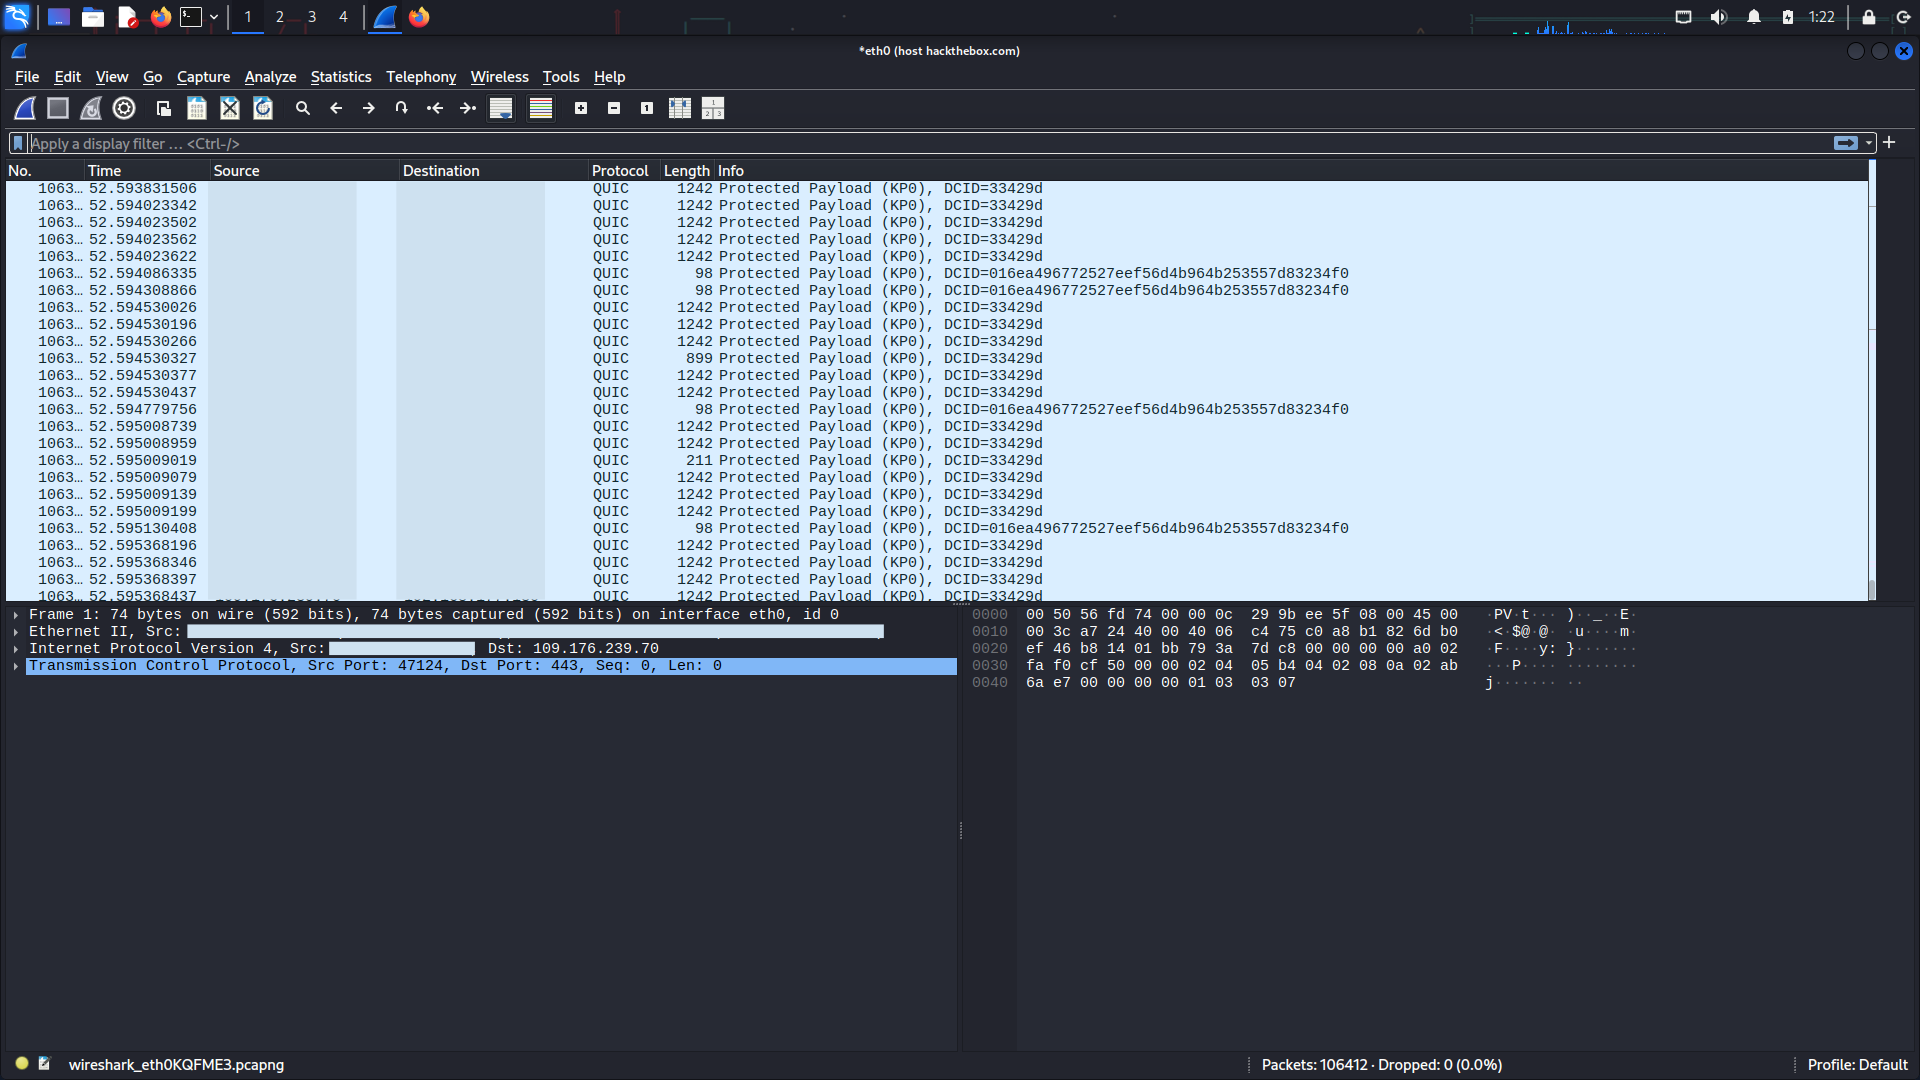 1 2 3 4 1:22
*eth0 (host hackthebox.com)
File Edit View Go Capture Analyze Statistics Telephony Wireless Tools Help
Apply a display filter … <Ctrl-/>
No. Time Source Destination Protocol Length Info
1063… 52.593831506 QUIC 1242 Protected Payload (KP0), DCID=33429d
1063… 52.594023342 QUIC 1242 Protected Payload (KP0), DCID=33429d
1063… 52.594023502 QUIC 1242 Protected Payload (KP0), DCID=33429d
1063… 52.594023562 QUIC 1242 Protected Payload (KP0), DCID=33429d
1063… 52.594023622 QUIC 1242 Protected Payload (KP0), DCID=33429d
1063… 52.594086335 QUIC 98 Protected Payload (KP0), DCID=016ea496772527eef56d4b964b253557d83234f0
1063… 52.594308866 QUIC 98 Protected Payload (KP0), DCID=016ea496772527eef56d4b964b253557d83234f0
1063… 52.594530026 QUIC 1242 Protected Payload (KP0), DCID=33429d
1063… 52.594530196 QUIC 1242 Protected Payload (KP0), DCID=33429d
1063… 52.594530266 QUIC 1242 Protected Payload (KP0), DCID=33429d
1063… 52.594530327 QUIC 899 Protected Payload (KP0), DCID=33429d
1063… 52.594530377 QUIC 1242 Protected Payload (KP0), DCID=33429d
1063… 52.594530437 QUIC 1242 Protected Payload (KP0), DCID=33429d
1063… 52.594779756 QUIC 98 Protected Payload (KP0), DCID=016ea496772527eef56d4b964b253557d83234f0
1063… 52.595008739 QUIC 1242 Protected Payload (KP0), DCID=33429d
1063… 52.595008959 QUIC 1242 Protected Payload (KP0), DCID=33429d
1063… 52.595009019 QUIC 211 Protected Payload (KP0), DCID=33429d
1063… 52.595009079 QUIC 1242 Protected Payload (KP0), DCID=33429d
1063… 52.595009139 QUIC 1242 Protected Payload (KP0), DCID=33429d
1063… 52.595009199 QUIC 1242 Protected Payload (KP0), DCID=33429d
1063… 52.595130408 QUIC 98 Protected Payload (KP0), DCID=016ea496772527eef56d4b964b253557d83234f0
1063… 52.595368196 QUIC 1242 Protected Payload (KP0), DCID=33429d
1063… 52.595368346 QUIC 1242 Protected Payload (KP0), DCID=33429d
1063… 52.595368397 QUIC 1242 Protected Payload (KP0), DCID=33429d
1063… 52.595368437 QUIC 1242 Protected Payload (KP0), DCID=33429d
Frame 1: 74 bytes on wire (592 bits), 74 bytes captured (592 bits) on interface eth0, id 0
Ethernet II, Src:
Internet Protocol Version 4, Src: Dst: 109.176.239.70
Transmission Control Protocol, Src Port: 47124, Dst Port: 443, Seq: 0, Len: 0
0000 00 50 56 fd 74 00 00 0c 29 9b ee 5f 08 00 45 00 ·PV·t··· )··_··E·
0010 00 3c a7 24 40 00 40 06 c4 75 c0 a8 b1 82 6d b0 ·<·$@·@· ·u····m·
0020 ef 46 b8 14 01 bb 79 3a 7d c8 00 00 00 00 a0 02 ·F····y: }·······
0030 fa f0 cf 50 00 00 02 04 05 b4 04 02 08 0a 02 ab ···P···· ········
0040 6a e7 00 00 00 00 01 03 03 07 j······· ··
wireshark_eth0KQFME3.pcapng Packets: 106412 · Dropped: 0 (0.0%) Profile: Default